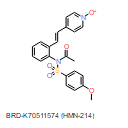 N⁺
O⁻
O
N
O
S
O
O
BRD-K70511574 (HMN-214)